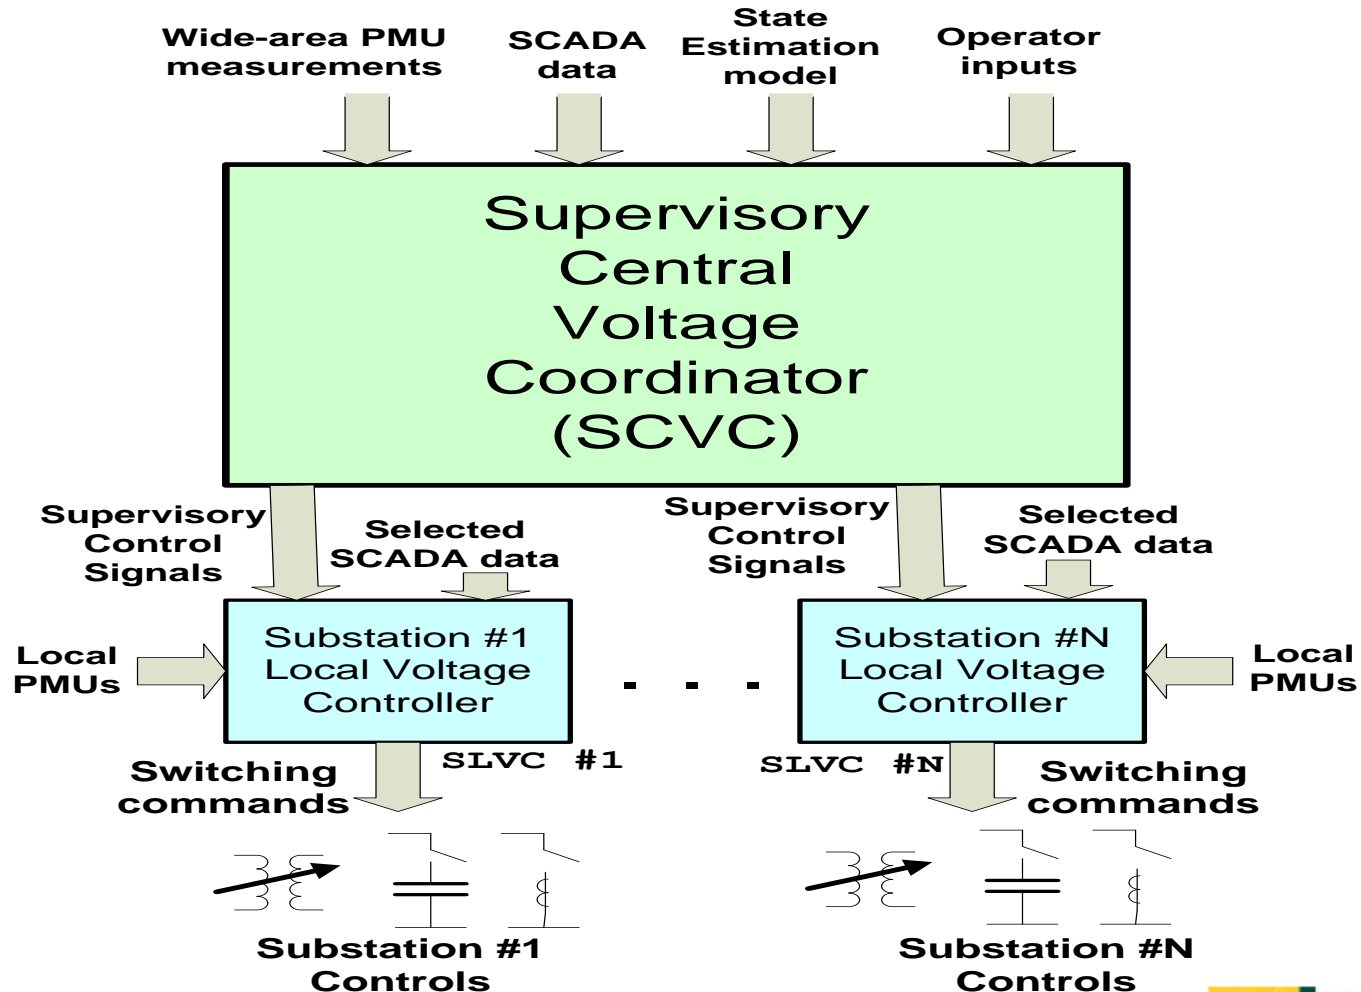 Wide-area PMU
measurements
SCADA
data
State
Estimation
model
Operator
inputs
Supervisory
Central
Voltage
Coordinator
(SCVC)
Supervisory
Control
Signals
Selected
SCADA data
Supervisory
Control
Signals
Selected
SCADA data
Local
PMUs
Substation #1
Local Voltage
Controller
- - -
Substation #N
Local Voltage
Controller
Local
PMUs
SLVC #1
SLVC #N
Switching
commands
Switching
commands
Substation #1
Controls
Substation #N
Controls